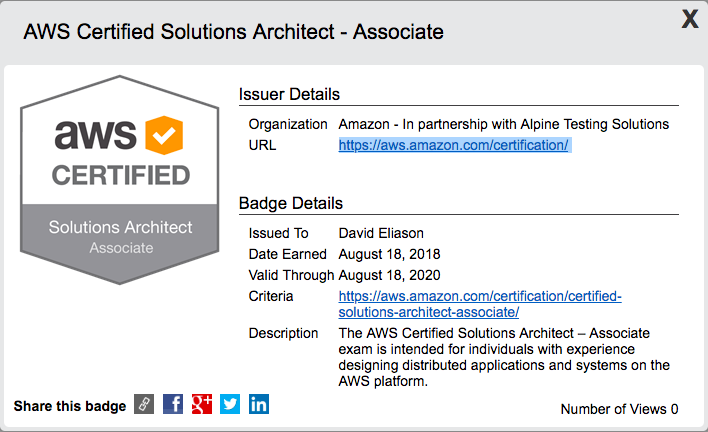 AWS Certified Solutions Architect - Associate
X
aws
CERTIFIED
Solutions Architect
Associate
Issuer Details
Organization Amazon - In partnership with Alpine Testing Solutions
URL https://aws.amazon.com/certification/
Badge Details
Issued To David Eliason
Date Earned August 18, 2018
Valid Through August 18, 2020
Criteria https://aws.amazon.com/certification/certified-
solutions-architect-associate/
Description The AWS Certified Solutions Architect – Associate
exam is intended for individuals with experience
designing distributed applications and systems on the
AWS platform.
Share this badge f g+ in
Number of Views 0